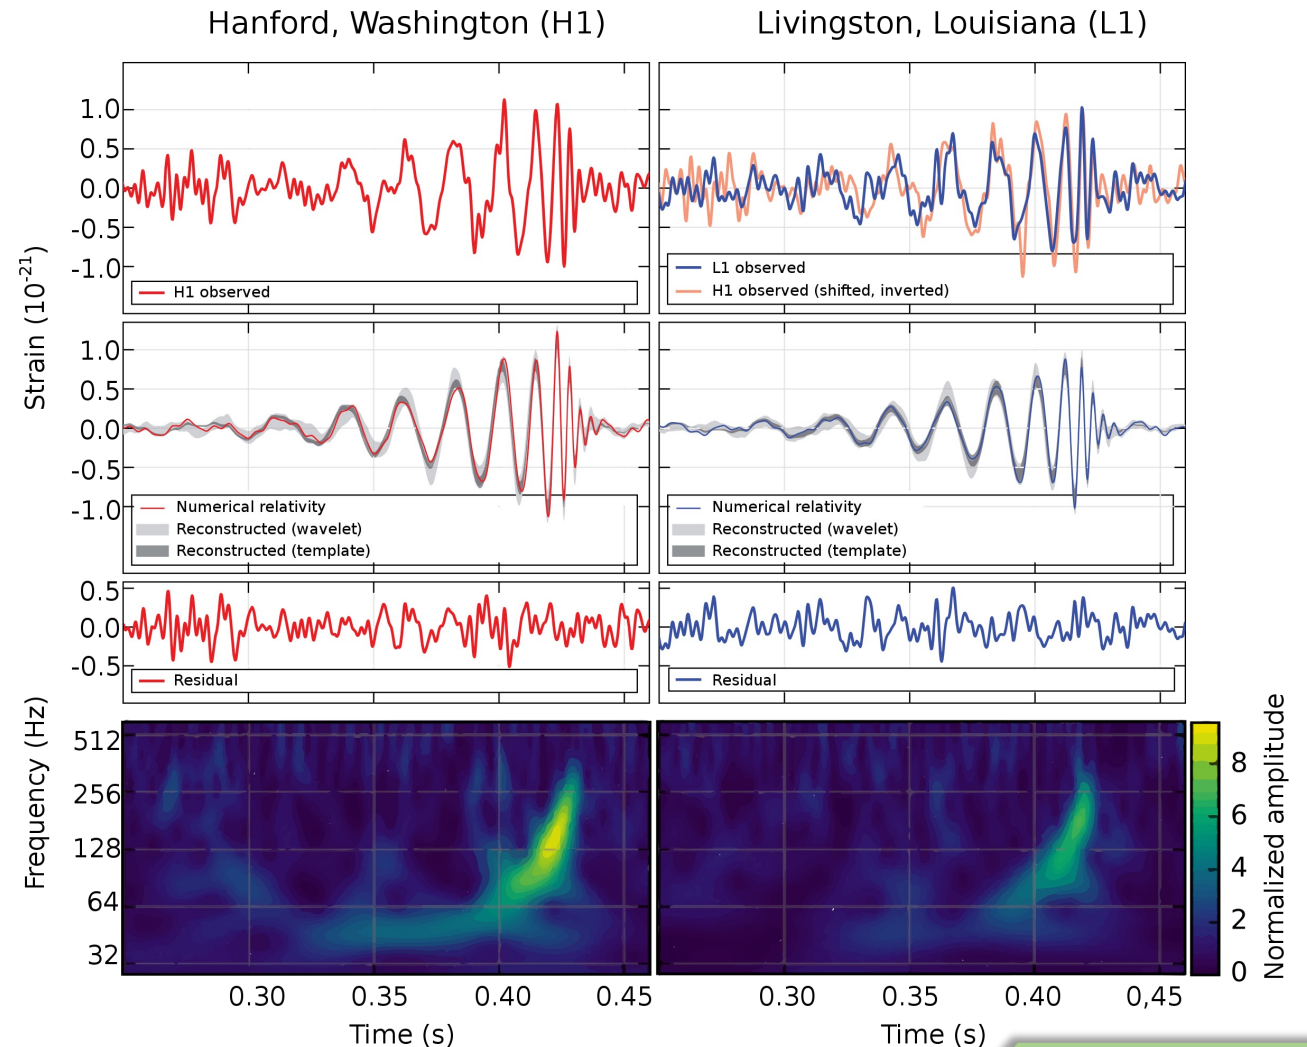 Hanford, Washington (H1)
Livingston, Louisiana (L1)
Strain (10-21)
1.0
0.5
0.0
-0.5
-1.0
H1 observed
L1 observed
H1 observed (shifted, inverted)
1.0
0.5
0.0
-0.5
-1.0
Numerical relativity
Reconstructed (wavelet)
Reconstructed (template)
Numerical relativity
Reconstructed (wavelet)
Reconstructed (template)
0.5
0.0
-0.5
Residual
Residual
Frequency (Hz)
512
256
128
64
32
Normalized amplitude
8
6
4
2
0
0.30 0.35 0.40 0.45
0.30 0.35 0.40 0,45
Time (s)
Time (s)